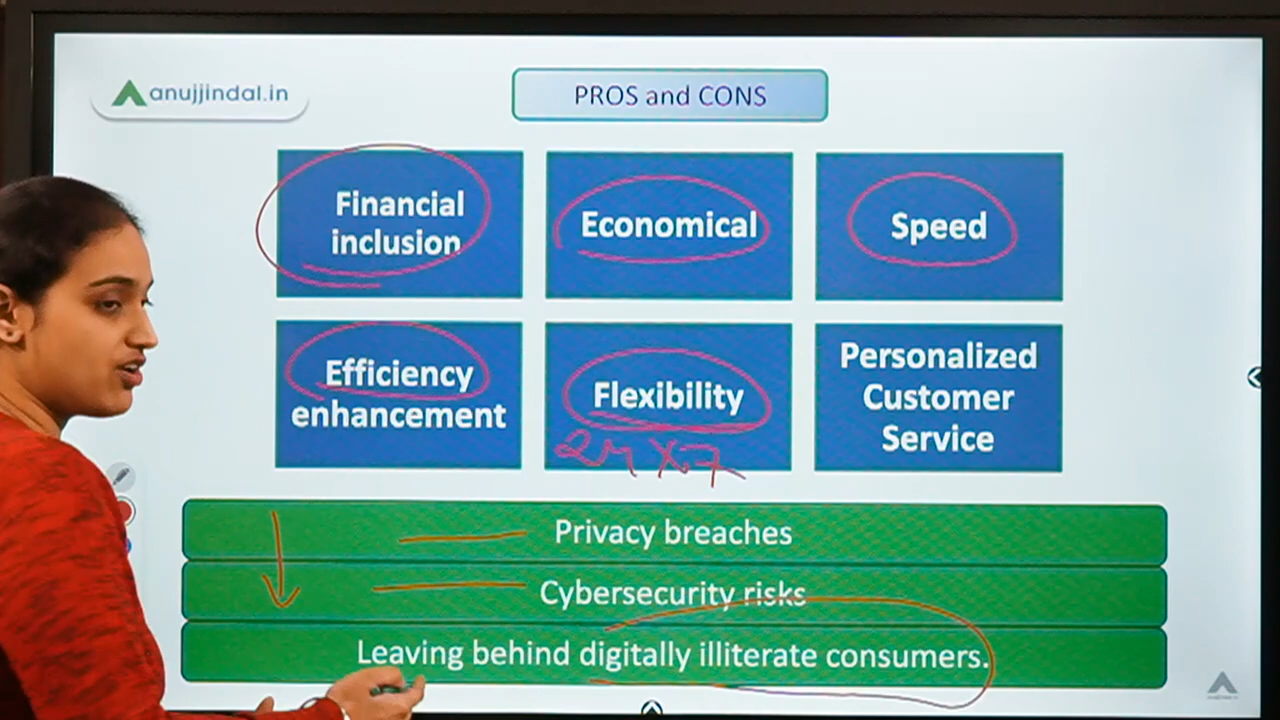 anujjindal.in
PROS and CONS
Financial
inclusion
Economical
Speed
Efficiency
enhancement
Flexibility
24 X 7
Personalized
Customer
Service
Privacy breaches
Cybersecurity risks
Leaving behind digitally illiterate consumers.